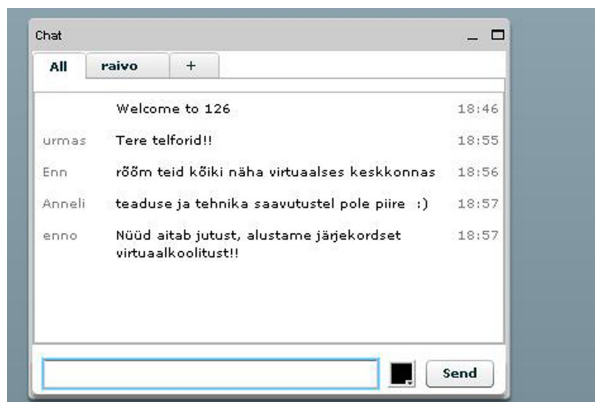 Chat
All raivo +
Welcome to 126 18:46
urmas Tere telforid!! 18:55
Enn rõõm teid kõiki näha virtuaalses keskkonnas 18:56
Anneli teaduse ja tehnika saavutustel pole piire :) 18:57
enno Nüüd aitab jutust, alustame järjekordset 18:57
virtuaalkoolitust!!
Send